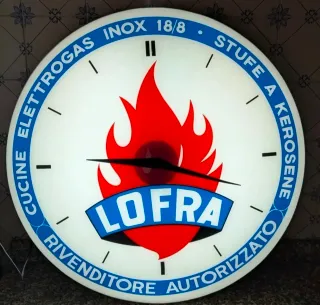 CUCINE ELETTROGAS INOX 18/8 · STUFE A KEROSENE
LOFRA
RIVENDITORE AUTORIZZATO